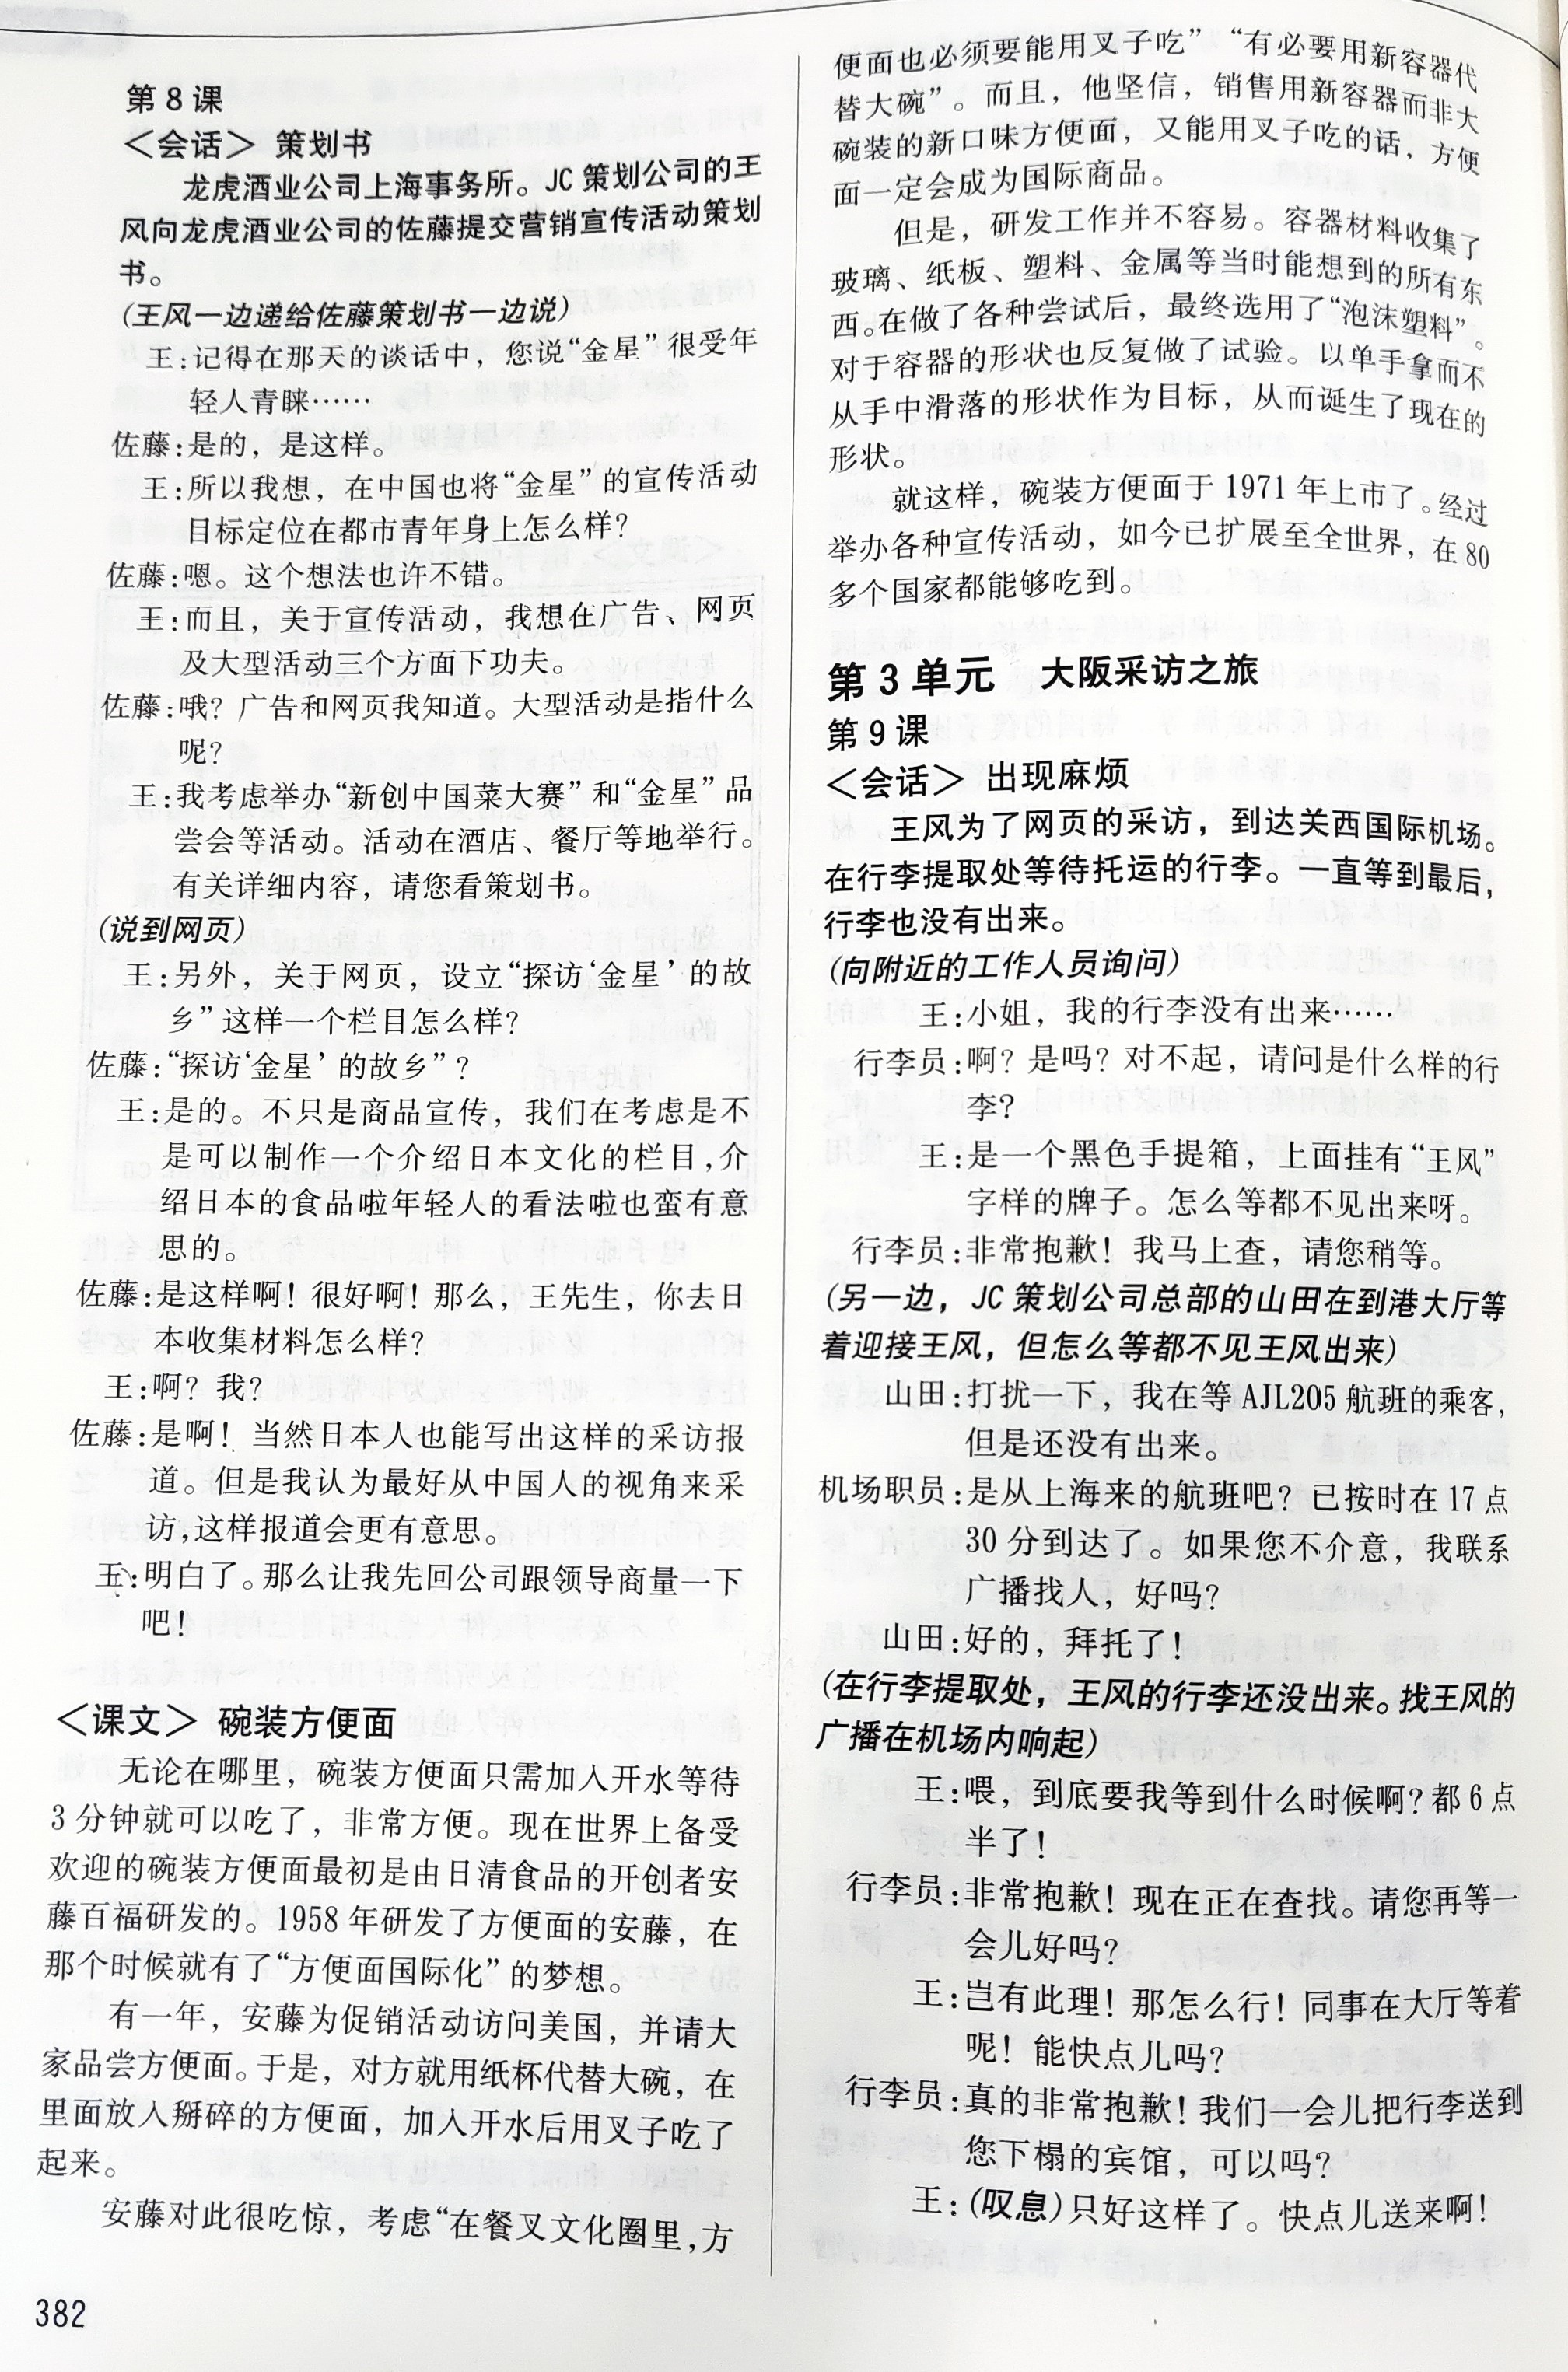 第 8 课
＜会话＞ 策划书
龙虎酒业公司上海事务所。JC 策划公司的王
风向龙虎酒业公司的佐藤提交营销宣传活动策划
书。
(王风一边递给佐藤策划书一边说)
王:记得在那天的谈话中，您说“金星”很受年
轻人青睐……
佐藤:是的，是这样。
王:所以我想，在中国也将“金星”的宣传活动
目标定位在都市青年身上怎么样?
佐藤:嗯。这个想法也许不错。
王:而且，关于宣传活动，我想在广告、网页
及大型活动三个方面下功夫。
佐藤:哦? 广告和网页我知道。大型活动是指什么
呢?
王:我考虑举办“新创中国菜大赛”和“金星”品
尝会等活动。活动在酒店、餐厅等地举行。
有关详细内容，请您看策划书。
(说到网页)
王:另外，关于网页，设立“探访‘金星’的故
乡”这样一个栏目怎么样?
佐藤:“探访‘金星’的故乡”?
王:是的。不只是商品宣传，我们在考虑是不
是可以制作一个介绍日本文化的栏目,介
绍日本的食品啦年轻人的看法啦也蛮有意
思的。
佐藤:是这样啊! 很好啊! 那么，王先生，你去日
本收集材料怎么样?
王:啊? 我?
佐藤:是啊! 当然日本人也能写出这样的采访报
道。但是我认为最好从中国人的视角来采
访,这样报道会更有意思。
王:明白了。那么让我先回公司跟领导商量一下
吧!
＜课文＞ 碗装方便面
无论在哪里，碗装方便面只需加入开水等待
3 分钟就可以吃了，非常方便。现在世界上备受
欢迎的碗装方便面最初是由日清食品的开创者安
藤百福研发的。1958 年研发了方便面的安藤，在
那个时候就有了“方便面国际化”的梦想。
有一年，安藤为促销活动访问美国，并请大
家品尝方便面。于是，对方就用纸杯代替大碗，在
里面放入掰碎的方便面，加入开水后用叉子吃了
起来。
安藤对此很吃惊，考虑“在餐叉文化圈里,方
便面也必须要能用叉子吃”“有必要用新容器代
替大碗”。而且，他坚信，销售用新容器而非大
碗装的新口味方便面，又能用叉子吃的话，方便
面一定会成为国际商品。
但是，研发工作并不容易。容器材料收集了
玻璃、纸板、塑料、金属等当时能想到的所有东
西。在做了各种尝试后，最终选用了“泡沫塑料”。
对于容器的形状也反复做了试验。以单手拿而不
从手中滑落的形状作为目标，从而诞生了现在的
形状。
就这样，碗装方便面于 1971 年上市了。经过
举办各种宣传活动，如今已扩展至全世界，在 80
多个国家都能够吃到。
第 3 单元 大阪采访之旅
第 9 课
＜会话＞ 出现麻烦
王风为了网页的采访，到达关西国际机场。
在行李提取处等待托运的行李。一直等到最后，
行李也没有出来。
(向附近的工作人员询问)
王:小姐，我的行李没有出来……
行李员:啊? 是吗? 对不起，请问是什么样的行
李?
王:是一个黑色手提箱，上面挂有“王风”
字样的牌子。怎么等都不见出来呀。
行李员:非常抱歉! 我马上查，请您稍等。
(另一边，JC 策划公司总部的山田在到港大厅等
着迎接王风，但怎么等都不见王风出来)
山田:打扰一下，我在等 AJL205 航班的乘客，
但是还没有出来。
机场职员:是从上海来的航班吧? 已按时在 17 点
30 分到达了。如果您不介意，我联系
广播找人，好吗?
山田:好的，拜托了!
(在行李提取处，王风的行李还没出来。找王风的
广播在机场内响起)
王:喂，到底要我等到什么时候啊? 都 6 点
半了!
行李员:非常抱歉! 现在正在查找。请您再等一
会儿好吗?
王:岂有此理! 那怎么行! 同事在大厅等着
呢! 能快点儿吗?
行李员:真的非常抱歉! 我们一会儿把行李送到
您下榻的宾馆，可以吗?
王:(叹息)只好这样了。快点儿送来啊!
382